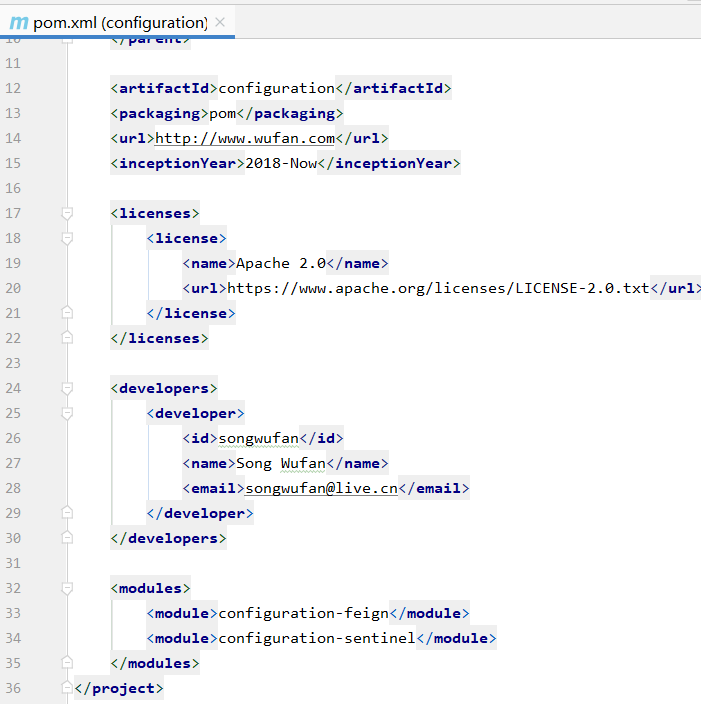 pom.xml (configuration)
10 </parent>
11
12 <artifactId>configuration</artifactId>
13 <packaging>pom</packaging>
14 <url>http://www.wufan.com</url>
15 <inceptionYear>2018-Now</inceptionYear>
16
17 <licenses>
18 <license>
19 <name>Apache 2.0</name>
20 <url>https://www.apache.org/licenses/LICENSE-2.0.txt</url>
21 </license>
22 </licenses>
23
24 <developers>
25 <developer>
26 <id>songwufan</id>
27 <name>Song Wufan</name>
28 <email>songwufan@live.cn</email>
29 </developer>
30 </developers>
31
32 <modules>
33 <module>configuration-feign</module>
34 <module>configuration-sentinel</module>
35 </modules>
36 </project>